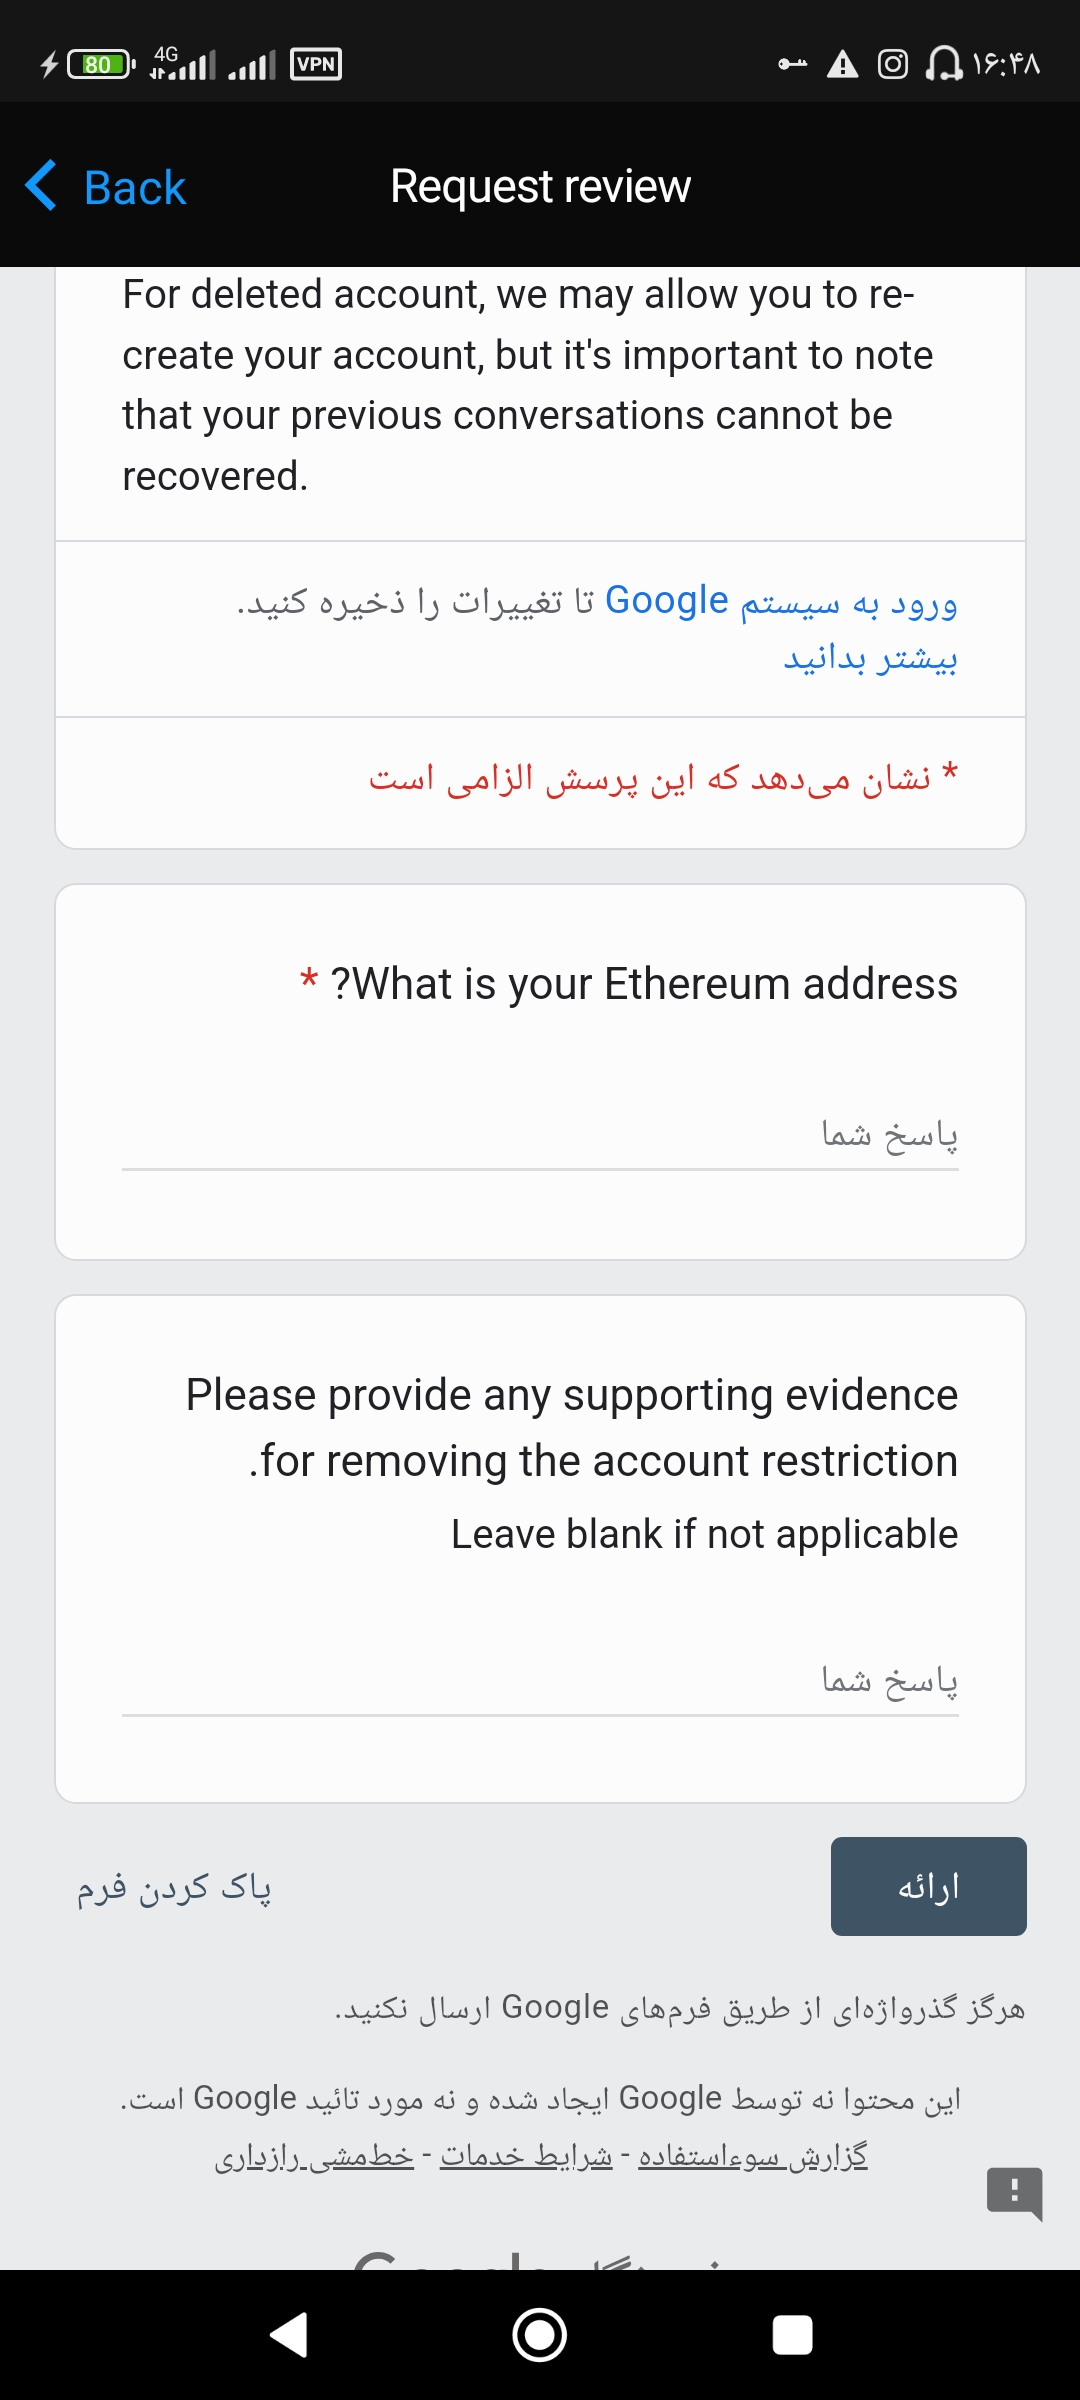 80
4G
VPN
۱۶:۴۸
Back
Request review
For deleted account, we may allow you to re-
create your account, but it's important to note
that your previous conversations cannot be
recovered.
ورود به سیستم Google تا تغییرات را ذخیره کنید.
بیشتر بدانید
* نشان می‌دهد که این پرسش الزامی است
What is your Ethereum address? *
پاسخ شما
Please provide any supporting evidence
for removing the account restriction.
Leave blank if not applicable
پاسخ شما
ارائه
پاک کردن فرم
هرگز گذرواژه‌ای از طریق فرم‌های Google ارسال نکنید.
این محتوا نه توسط Google ایجاد شده و نه مورد تائید Google است.
گزارش سوءاستفاده - شرایط خدمات - خط‌مشی رازداری